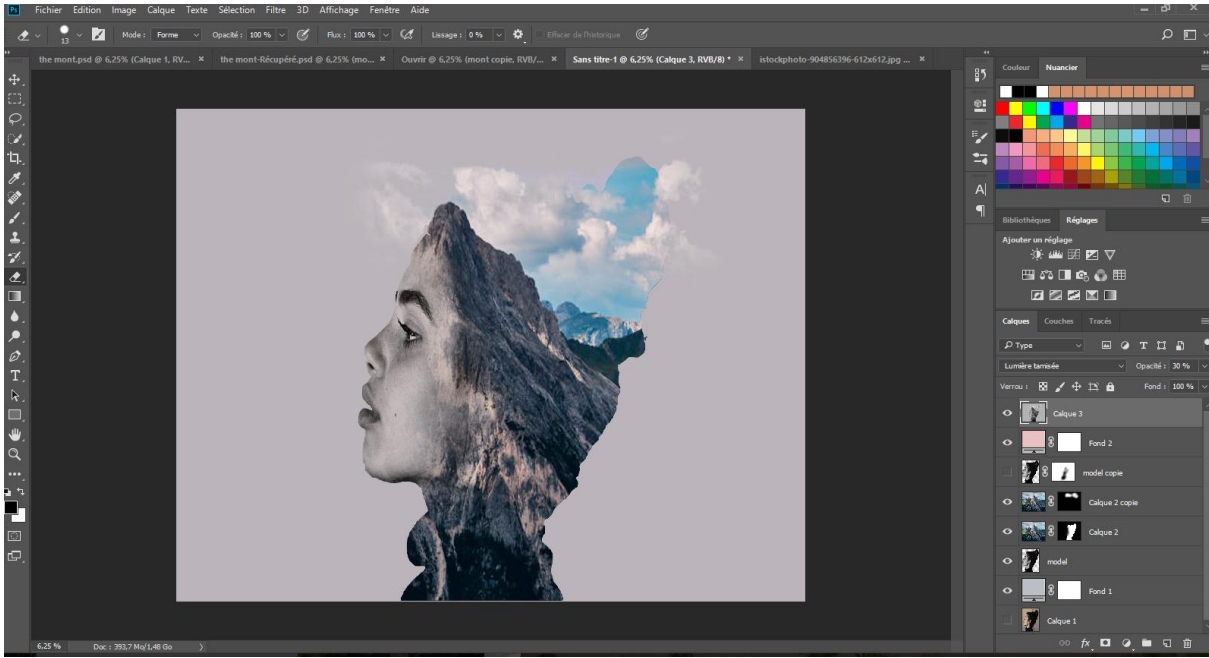 Ps Fichier Edition Image Calque Texte Sélection Filtre 3D Affichage Fenêtre Aide
13 Mode : Forme Opacité : 100 % Flux : 100 % Lissage : 0 % Effacer de l'historique
the mont.psd @ 6,25% (Calque 1, RV... × the mont-Récupéré.psd @ 6,25% (mo... × Ouvrir @ 6,25% (mont copie, RVB/... × Sans titre-1 @ 6,25% (Calque 3, RVB/8) * × istockphoto-904856396-612x612.jpg ... ×
Couleur Nuancier
Bibliothèques Réglages
Ajouter un réglage
Calques Couches Tracés
Type
Lumière tamisée Opacité : 30 %
Verrou : Fond : 100 %
Calque 3
Fond 2
model copie
Calque 2 copie
Calque 2
model
Fond 1
Calque 1
fx
6,25 % Doc : 393,7 Mo/1,48 Go